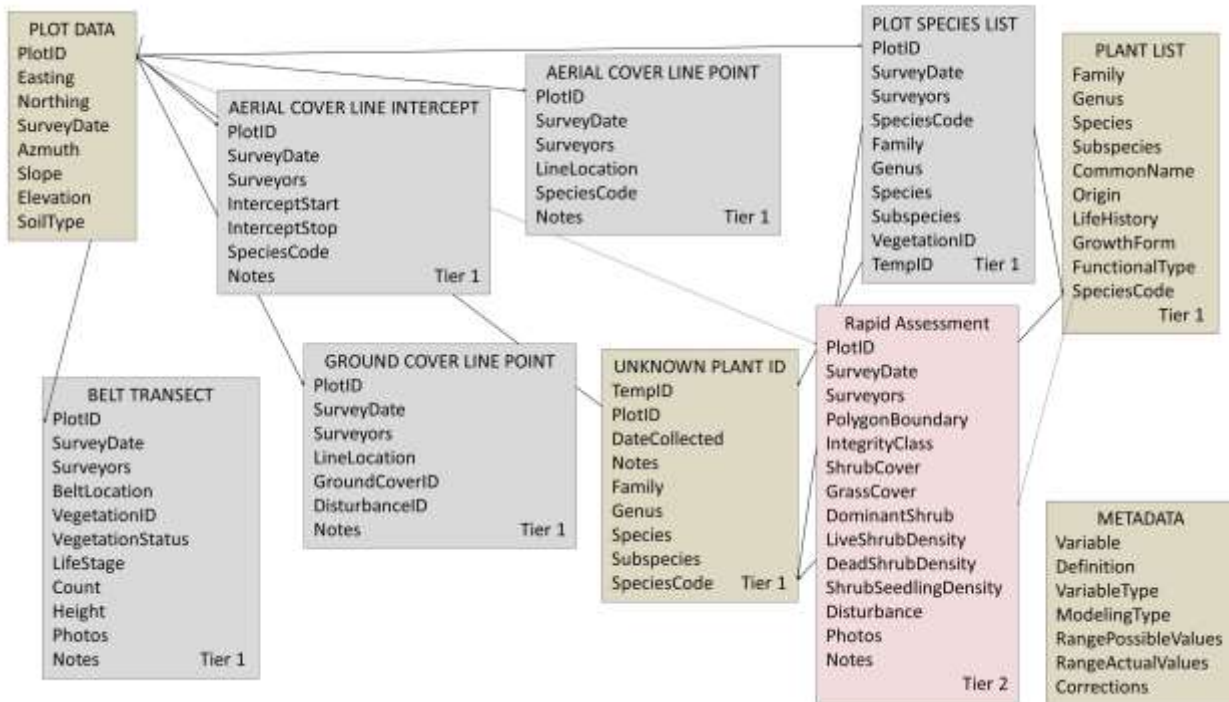 PLOT DATA
PlotID
Easting
Northing
SurveyDate
Azmuth
Slope
Elevation
SoilType
AERIAL COVER LINE INTERCEPT
PlotID
SurveyDate
Surveyors
InterceptStart
InterceptStop
SpeciesCode
Notes Tier 1
AERIAL COVER LINE POINT
PlotID
SurveyDate
Surveyors
LineLocation
SpeciesCode
Notes Tier 1
PLOT SPECIES LIST
PlotID
SurveyDate
Surveyors
SpeciesCode
Family
Genus
Species
Subspecies
VegetationID
TempID Tier 1
PLANT LIST
Family
Genus
Species
Subspecies
CommonName
Origin
LifeHistory
GrowthForm
FunctionalType
SpeciesCode
Tier 1
BELT TRANSECT
PlotID
SurveyDate
Surveyors
BeltLocation
VegetationID
VegetationStatus
LifeStage
Count
Height
Photos
Notes Tier 1
GROUND COVER LINE POINT
PlotID
SurveyDate
Surveyors
LineLocation
GroundCoverID
DisturbanceID
Notes Tier 1
UNKNOWN PLANT ID
TempID
PlotID
DateCollected
Notes
Family
Genus
Species
Subspecies
SpeciesCode Tier 1
Rapid Assessment
PlotID
SurveyDate
Surveyors
PolygonBoundary
IntegrityClass
ShrubCover
GrassCover
DominantShrub
LiveShrubDensity
DeadShrubDensity
ShrubSeedlingDensity
Disturbance
Photos
Notes
Tier 2
METADATA
Variable
Definition
VariableType
ModelingType
RangePossibleValues
RangeActualValues
Corrections